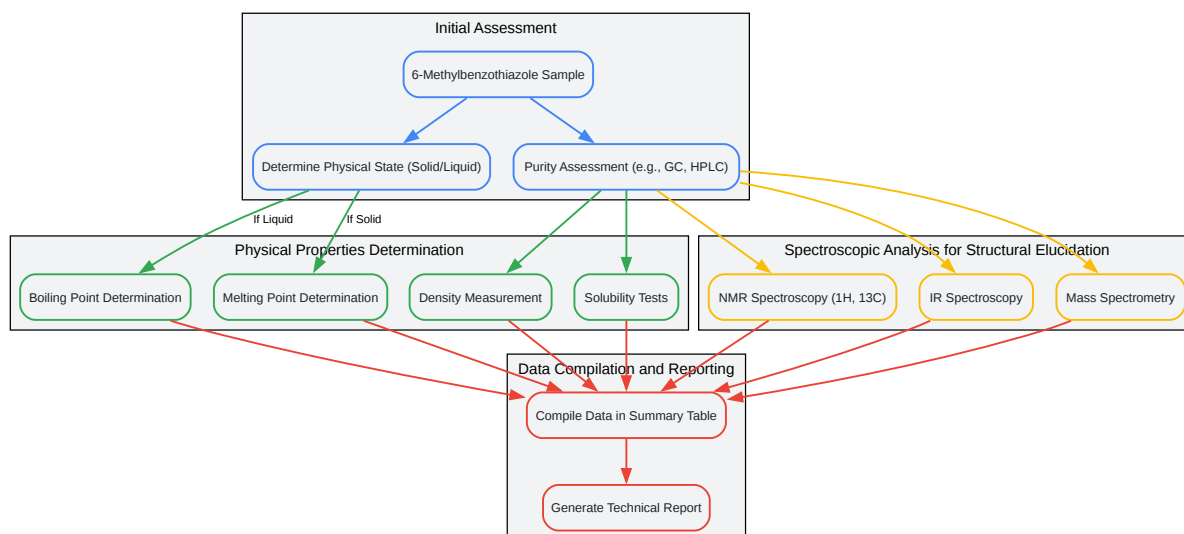 Initial Assessment
6-Methylbenzothiazole Sample
Determine Physical State (Solid/Liquid)
Purity Assessment (e.g., GC, HPLC)
If Liquid
If Solid
Physical Properties Determination
Spectroscopic Analysis for Structural Elucidation
Boiling Point Determination
Melting Point Determination
Density Measurement
Solubility Tests
NMR Spectroscopy (1H, 13C)
IR Spectroscopy
Mass Spectrometry
Data Compilation and Reporting
Compile Data in Summary Table
Generate Technical Report